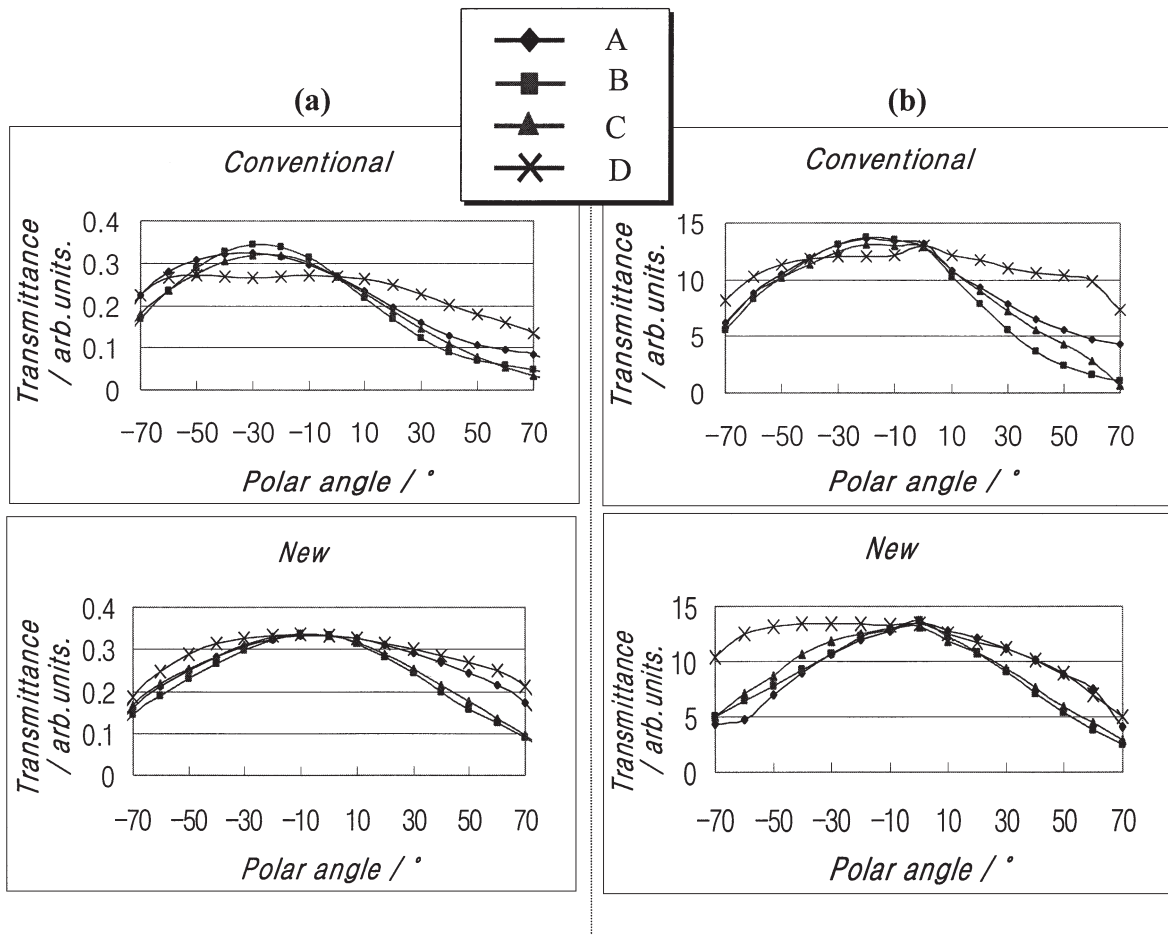 A
B
C
D
(a)
(b)
Conventional
Transmittance
/ arb.units.
0.4
0.3
0.2
0.1
0
-70 -50 -30 -10 10 30 50 70
Polar angle / °
Conventional
Transmittance
/ arb.units.
15
10
5
0
-70 -50 -30 -10 10 30 50 70
Polar angle / °
New
Transmittance
/ arb.units.
0.4
0.3
0.2
0.1
0
-70 -50 -30 -10 10 30 50 70
Polar angle / °
New
Transmittance
/ arb.units.
15
10
5
0
-70 -50 -30 -10 10 30 50 70
Polar angle / °